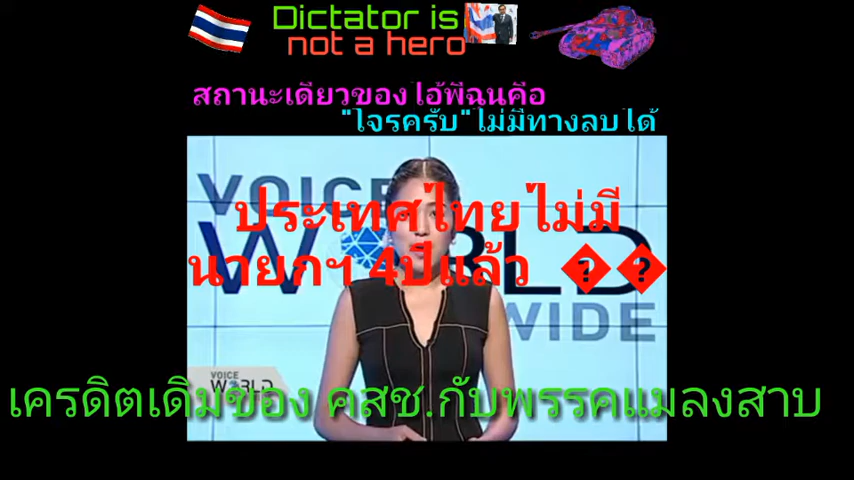 Dictator is
not a hero
สถานะเดียวของไอ้พีฉุนคือ
"โจรครับ"ไม่มีทางลบได้
VOICE
WORLD
WIDE
ประเทศไทยไม่มี
นายกฯ 4ปีแล้ว ��
VOICE
WORLD
เครดิตเดิมของ คสช.กับพรรคแมลงสาบ